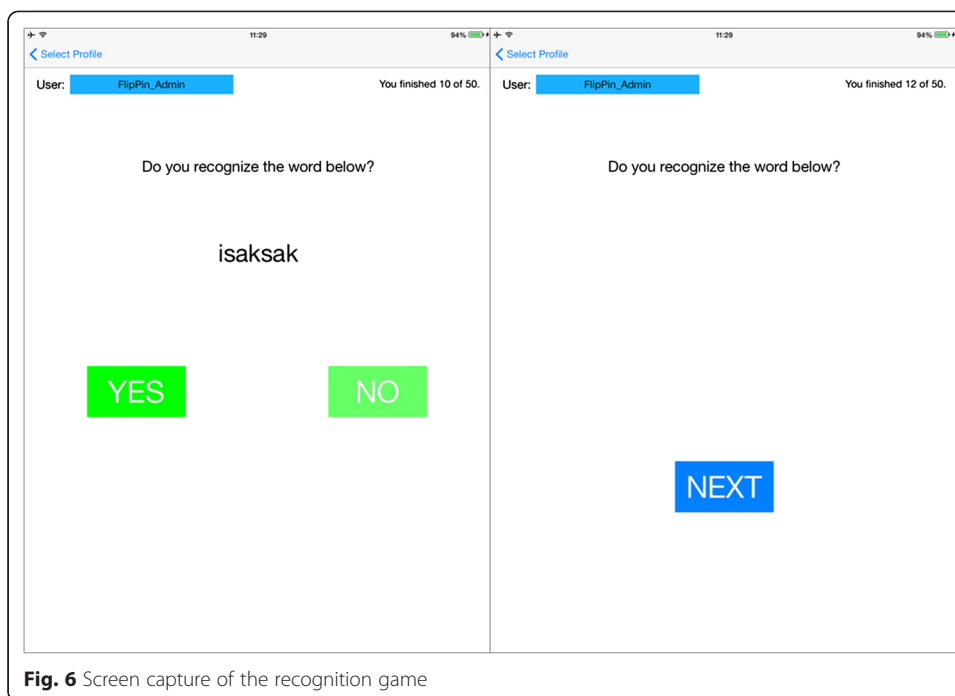 11:29
94%
Select Profile
User: FlipPin_Admin You finished 10 of 50.
Do you recognize the word below?
isaksak
YES NO
11:29
94%
Select Profile
User: FlipPin_Admin You finished 12 of 50.
Do you recognize the word below?
NEXT
Fig. 6 Screen capture of the recognition game